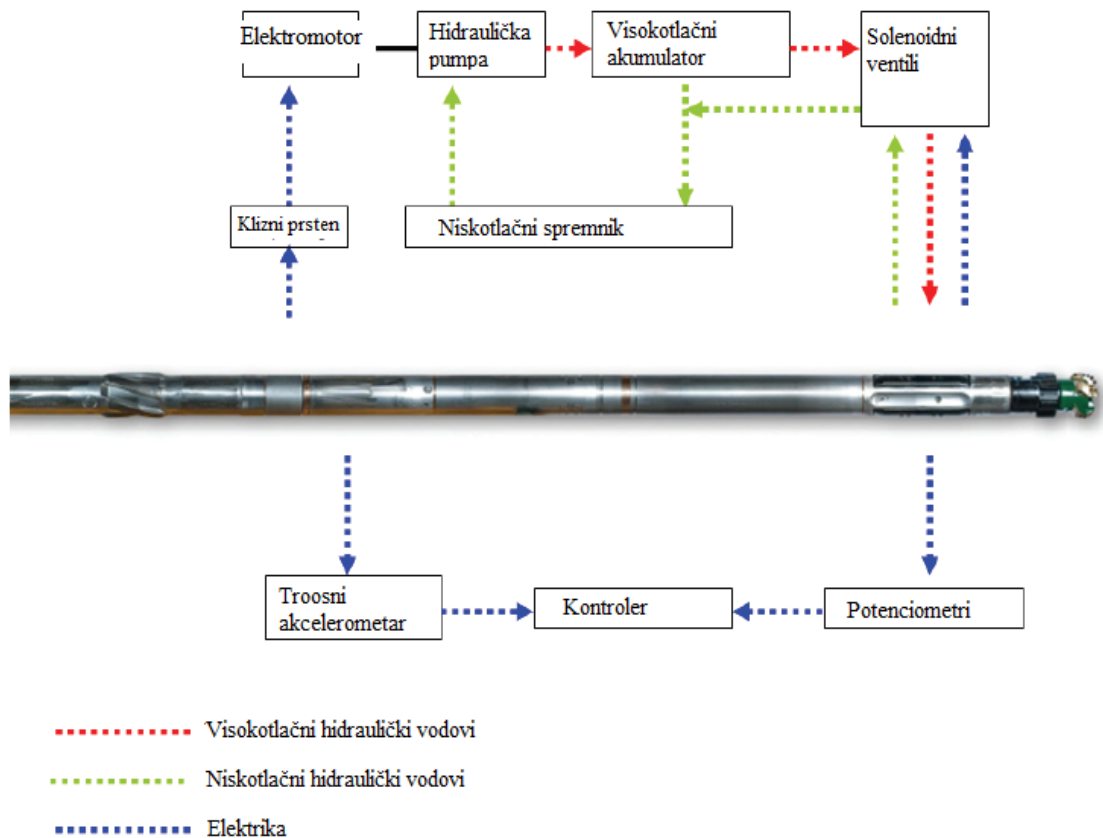 Elektromotor
Hidraulička
pumpa
Visokotlačni
akumulator
Solenoidni
ventili
Klizni prsten
Niskotlačni spremnik
Troosni
akcelerometar
Kontroler
Potenciometri
Visokotlačni hidraulički vodovi
Niskotlačni hidraulički vodovi
Elektrika